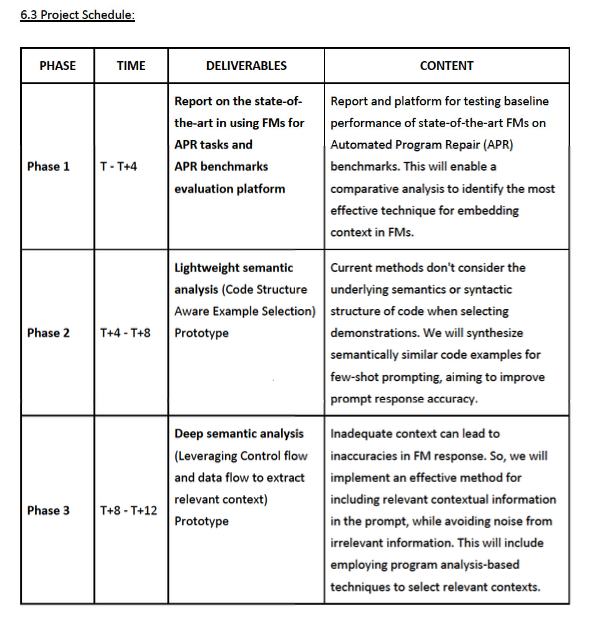 6.3 Project Schedule:
PHASE
TIME
DELIVERABLES
CONTENT
Phase 1
T - T+4
Report on the state-of-
the-art in using FMs for
APR tasks and
APR benchmarks
evaluation platform
Report and platform for testing baseline
performance of state-of-the-art FMs on
Automated Program Repair (APR)
benchmarks. This will enable a
comparative analysis to identify the most
effective technique for embedding
context in FMs.
Phase 2
T+4 - T+8
Lightweight semantic
analysis (Code Structure
Aware Example Selection)
Prototype
Current methods don't consider the
underlying semantics or syntactic
structure of code when selecting
demonstrations. We will synthesize
semantically similar code examples for
few-shot prompting, aiming to improve
prompt response accuracy.
Phase 3
T+8 - T+12
Deep semantic analysis
(Leveraging Control flow
and data flow to extract
relevant context)
Prototype
Inadequate context can lead to
inaccuracies in FM response. So, we will
implement an effective method for
including relevant contextual information
in the prompt, while avoiding noise from
irrelevant information. This will include
employing program analysis-based
techniques to select relevant contexts.